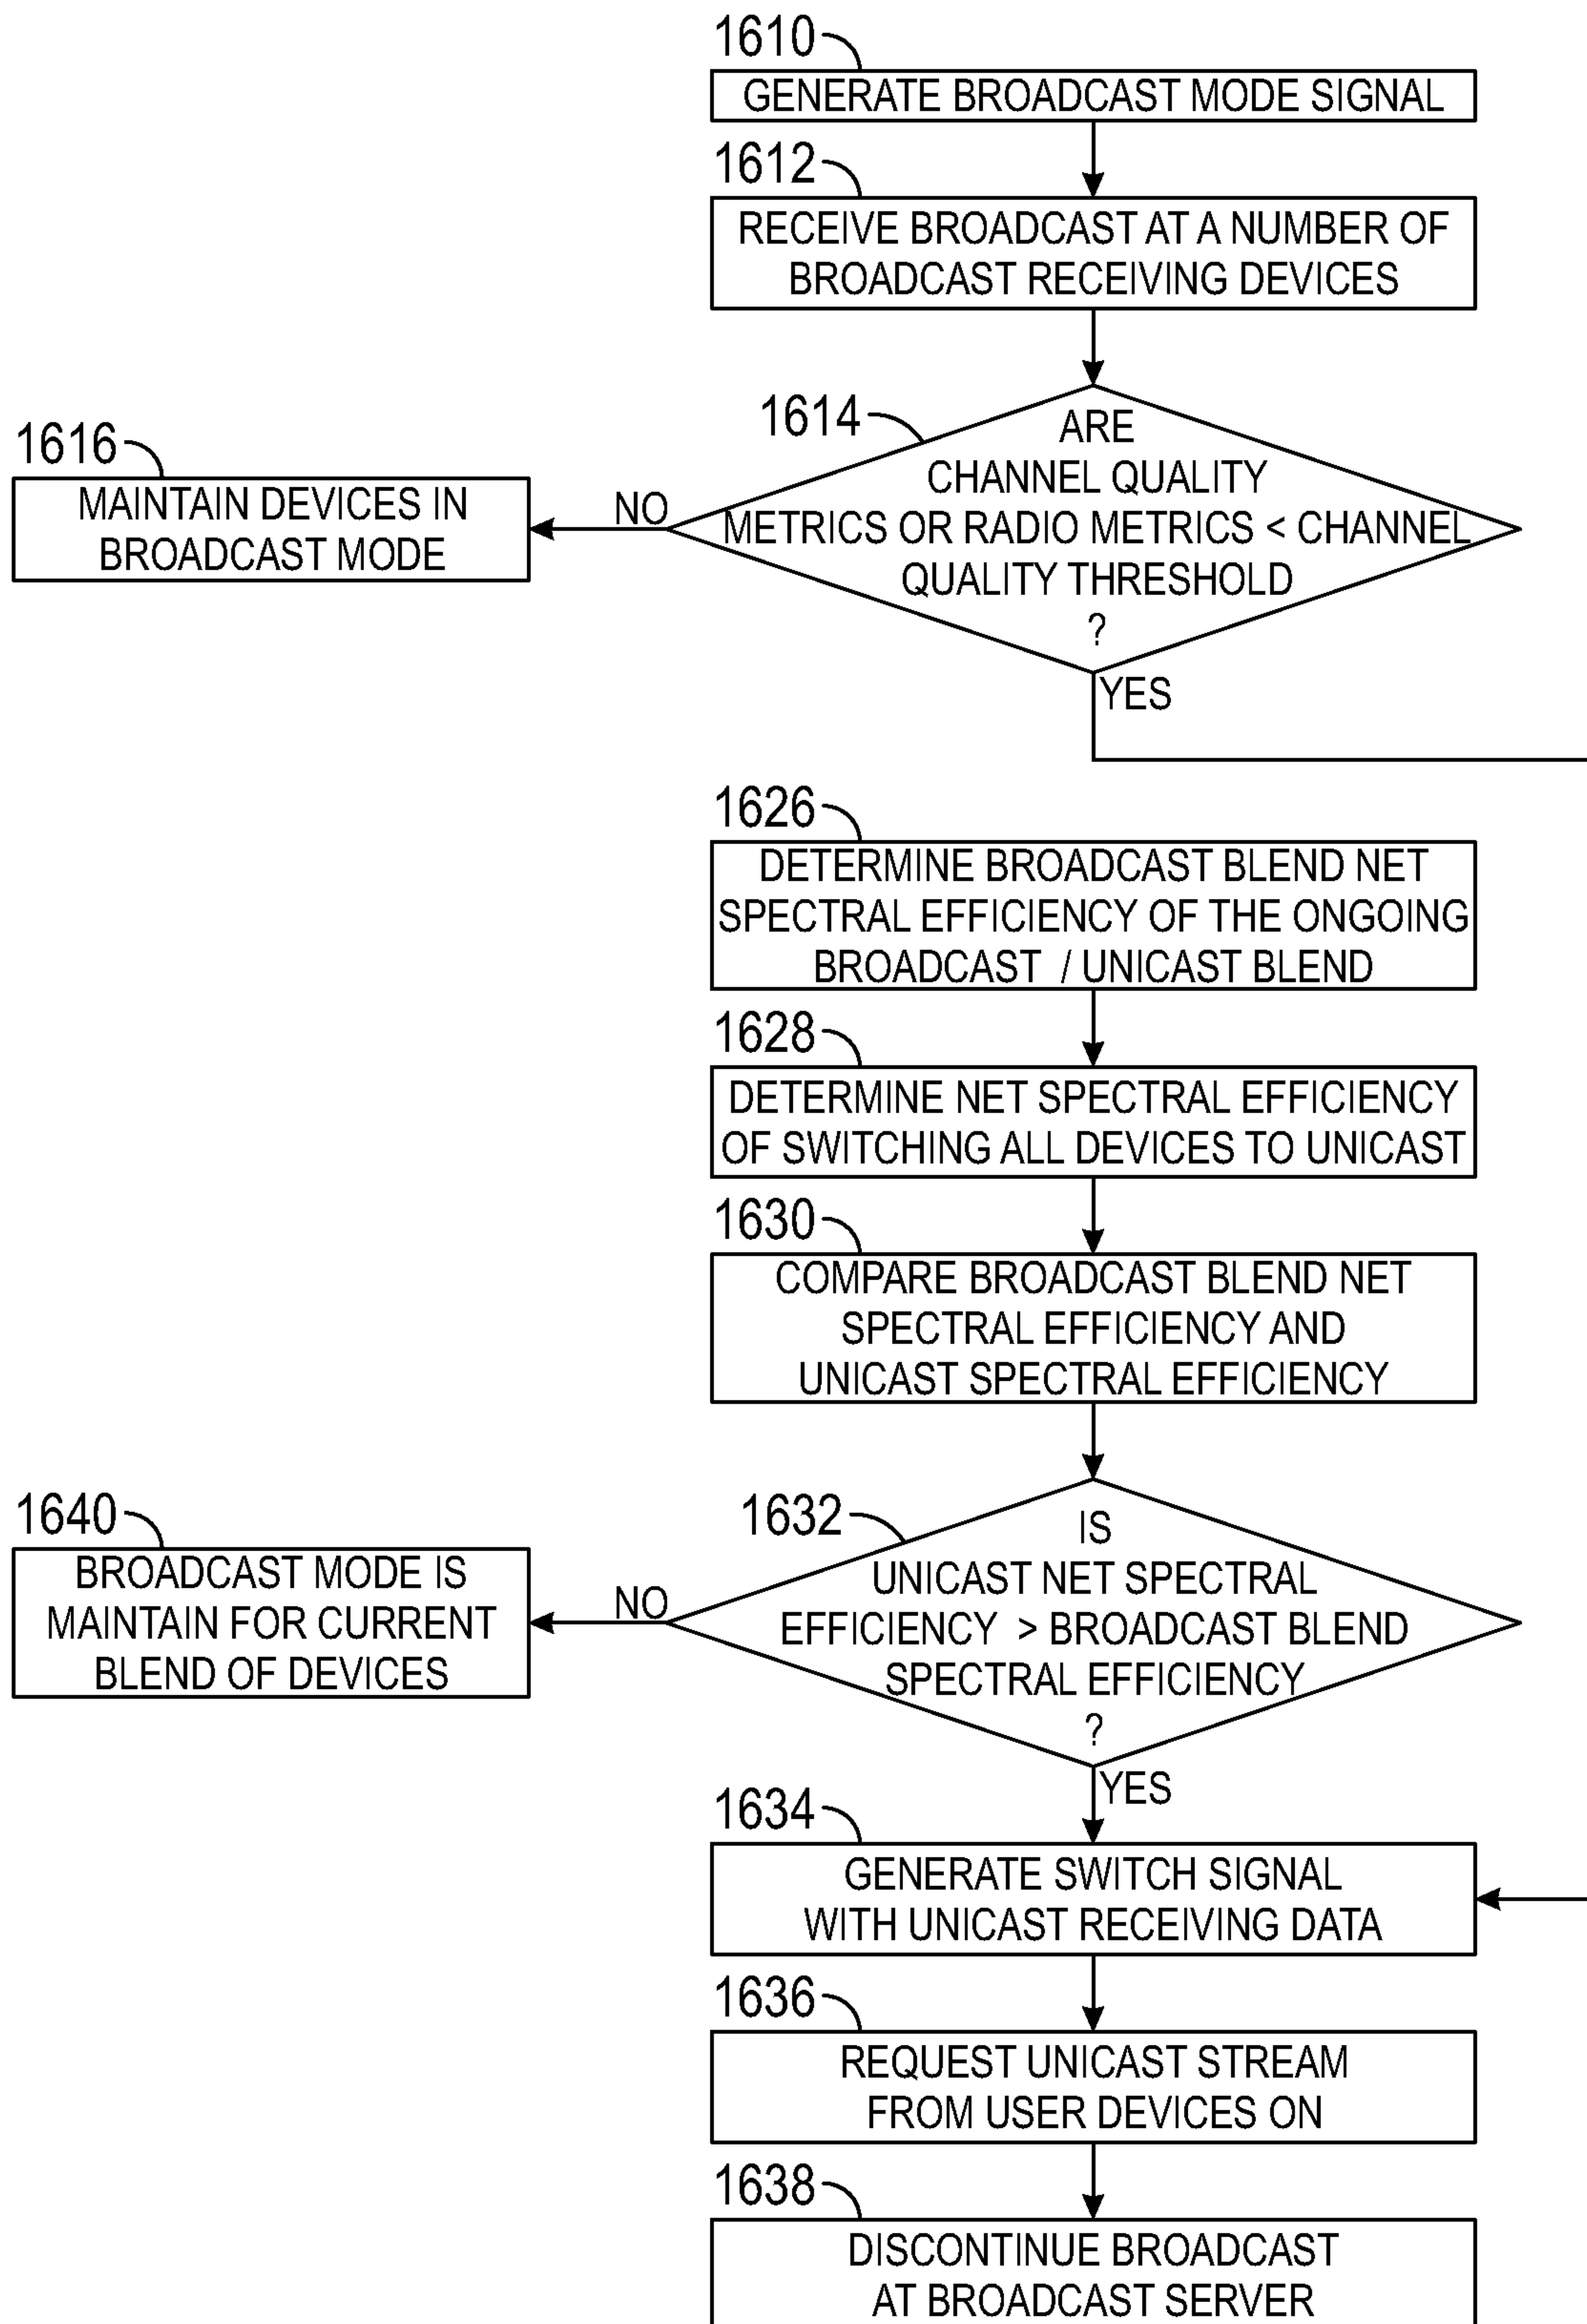 1610
GENERATE BROADCAST MODE SIGNAL
1612
RECEIVE BROADCAST AT A NUMBER OF
BROADCAST RECEIVING DEVICES
1614
ARE
CHANNEL QUALITY
METRICS OR RADIO METRICS < CHANNEL
QUALITY THRESHOLD
?
NO
YES
1616
MAINTAIN DEVICES IN
BROADCAST MODE
1626
DETERMINE BROADCAST BLEND NET
SPECTRAL EFFICIENCY OF THE ONGOING
BROADCAST / UNICAST BLEND
1628
DETERMINE NET SPECTRAL EFFICIENCY
OF SWITCHING ALL DEVICES TO UNICAST
1630
COMPARE BROADCAST BLEND NET
SPECTRAL EFFICIENCY AND
UNICAST SPECTRAL EFFICIENCY
1632
IS
UNICAST NET SPECTRAL
EFFICIENCY > BROADCAST BLEND
SPECTRAL EFFICIENCY
?
NO
YES
1640
BROADCAST MODE IS
MAINTAIN FOR CURRENT
BLEND OF DEVICES
1634
GENERATE SWITCH SIGNAL
WITH UNICAST RECEIVING DATA
1636
REQUEST UNICAST STREAM
FROM USER DEVICES ON
1638
DISCONTINUE BROADCAST
AT BROADCAST SERVER